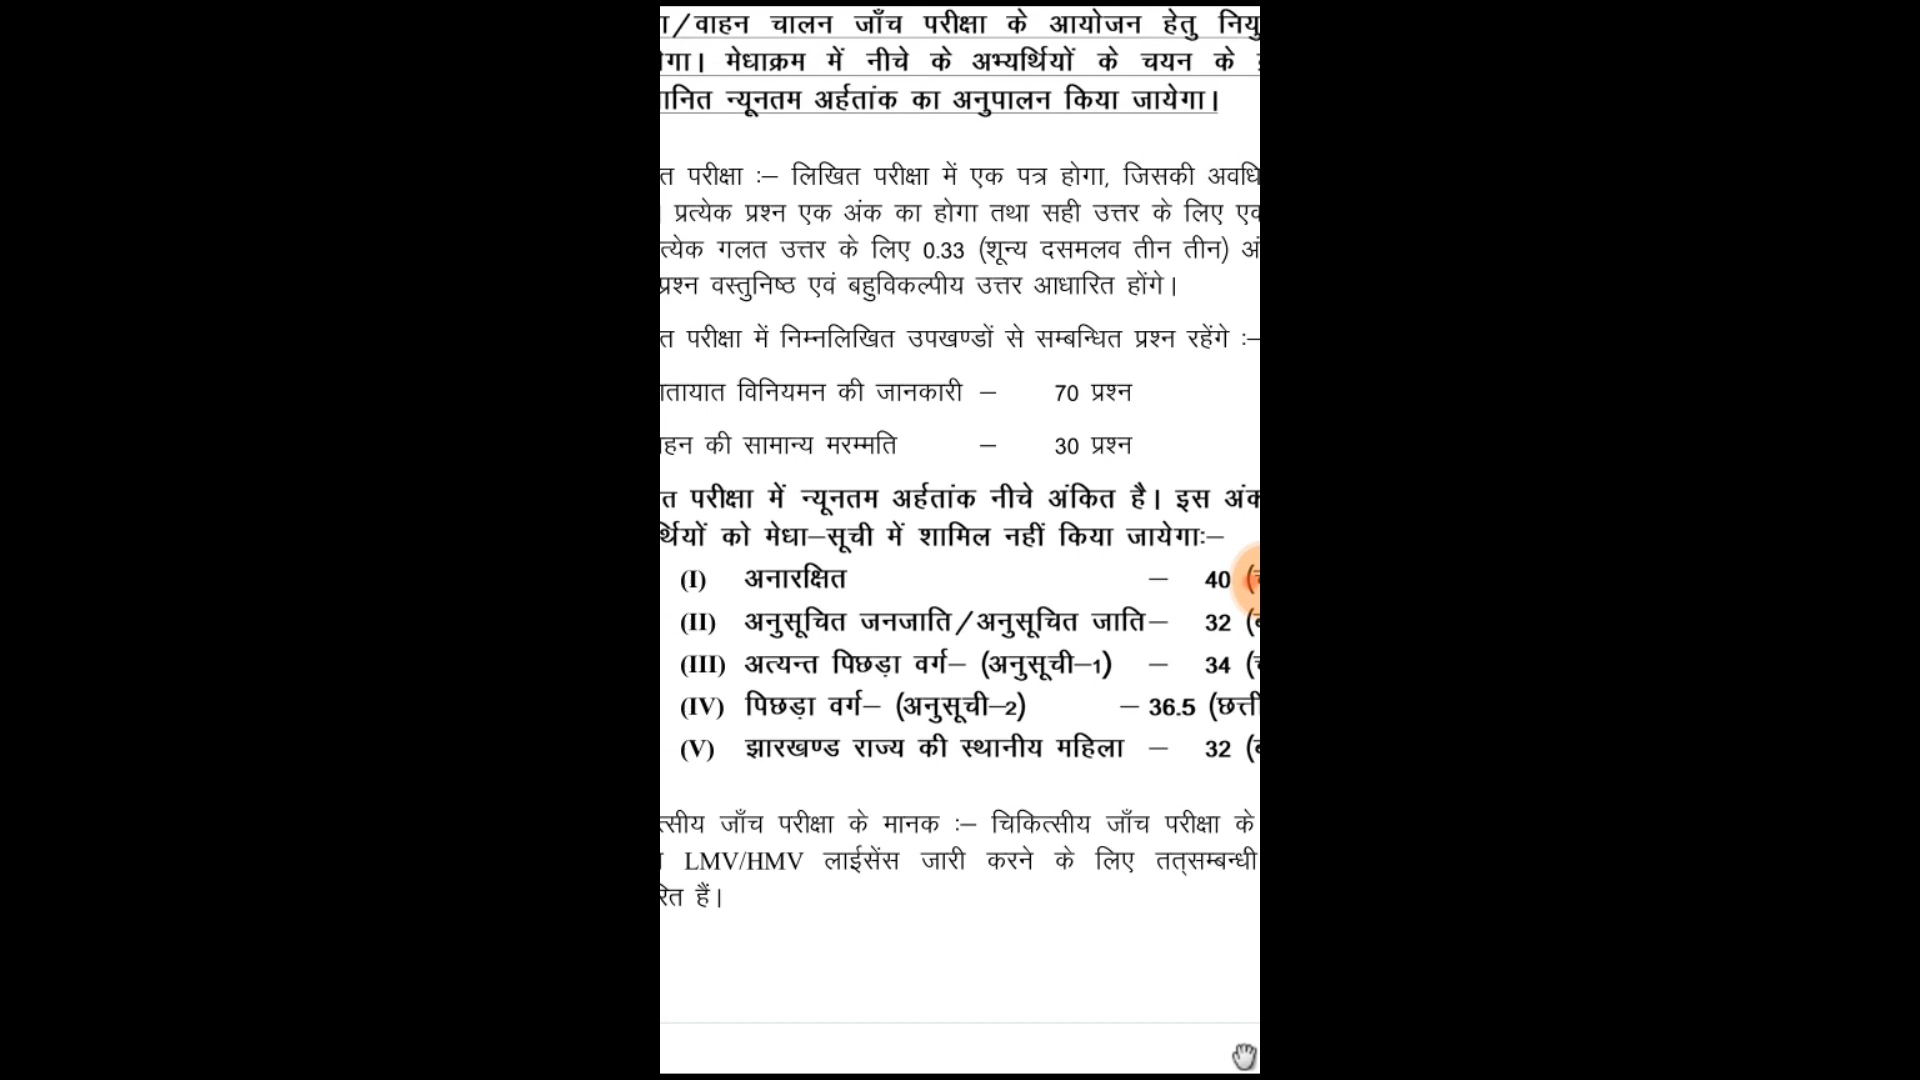 /वाहन चालन जाँच परीक्षा के आयोजन हेतु
मेधाक्रम में नीचे के अभ्यर्थियों के चयन के
न्यूनतम अर्हतांक का अनुपालन किया जायेगा।
परीक्षा :– लिखित परीक्षा में एक पत्र होगा, जिसकी अवधि
प्रत्येक प्रश्न एक अंक का होगा तथा सही उत्तर के लिए
गलत उत्तर के लिए 0.33 (शून्य दसमलव तीन तीन)
प्रश्न वस्तुनिष्ठ एवं बहुविकल्पीय उत्तर आधारित होंगे।
परीक्षा में निम्नलिखित उपखण्डों से सम्बन्धित प्रश्न रहेंगे :–
विनियमन की जानकारी – 70 प्रश्न
की सामान्य मरम्मति – 30 प्रश्न
परीक्षा में न्यूनतम अर्हतांक नीचे अंकित है। इस अंक
को मेधा–सूची में शामिल नहीं किया जायेगाः–
(I) अनारक्षित – 40
(II) अनुसूचित जनजाति/अनुसूचित जाति– 32
(III) अत्यन्त पिछड़ा वर्ग– (अनुसूची–1) – 34
(IV) पिछड़ा वर्ग– (अनुसूची–2) – 36.5
(V) झारखण्ड राज्य की स्थानीय महिला – 32
जाँच परीक्षा के मानक :– चिकित्सीय जाँच परीक्षा के
LMV/HMV लाईसेंस जारी करने के लिए तत्सम्बन्धी
हैं।